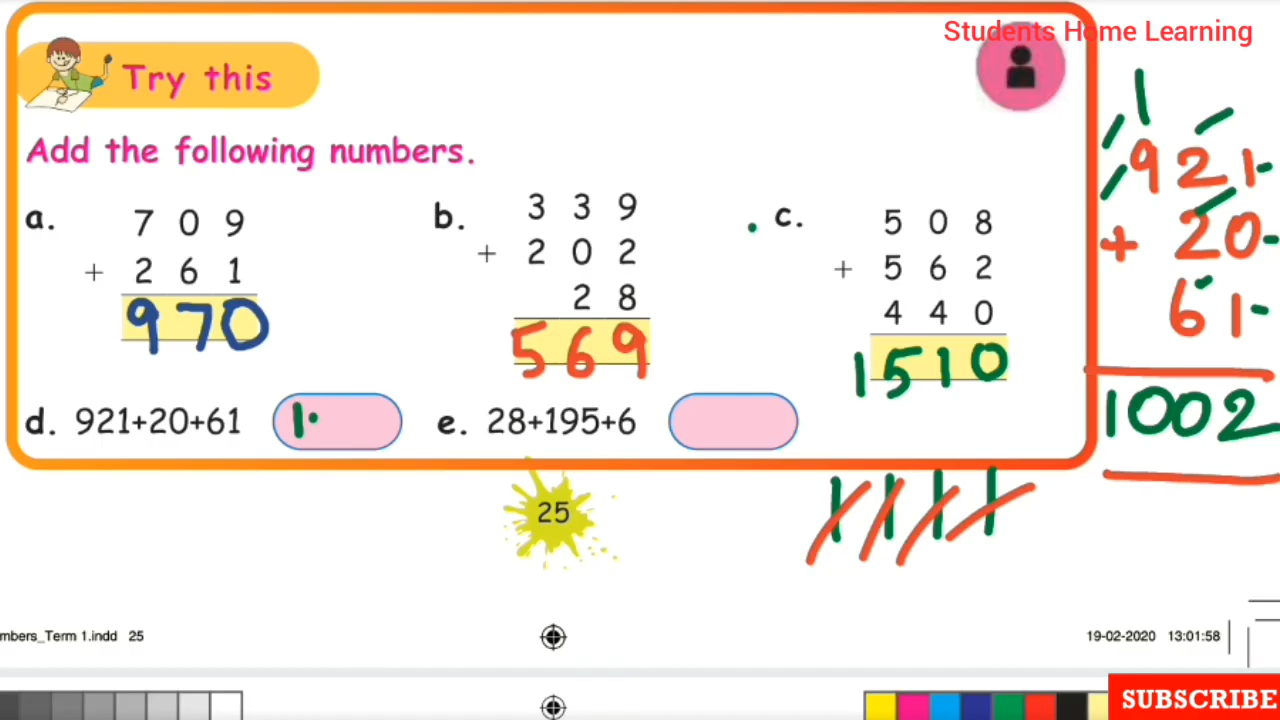 Students Home Learning
Try this
Add the following numbers.
a. 709
+ 261
970
b. 339
+ 202
28
569
c. 508
+ 562
440
1510
d. 921+20+61 1
e. 28+195+6
1
921
+ 20
61
1002
25
mbers_Term 1.indd 25
19-02-2020 13:01:58
SUBSCRIBE